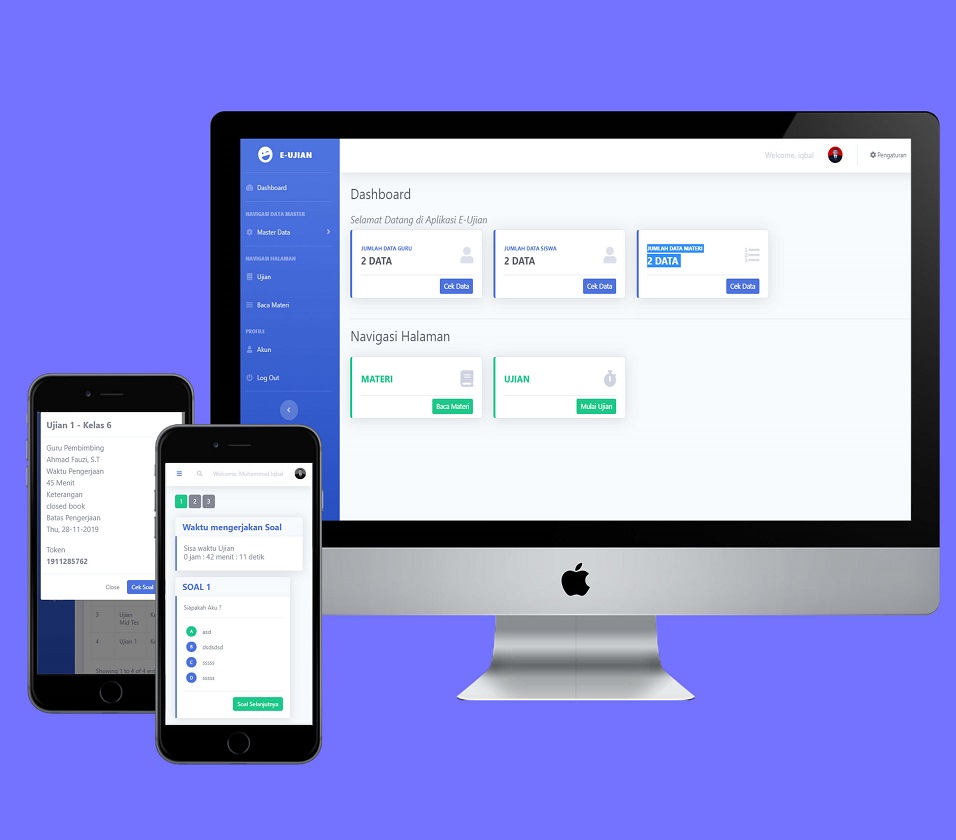 E-UJIAN
Dashboard
NAVIGASI DATA MASTER
Master Data
NAVIGASI HALAMAN
Ujian
Baca Materi
PROFILE
Akun
Log Out
Welcome, iqbal
Pengaturan
Dashboard
Selamat Datang di Aplikasi E-Ujian
JUMLAH DATA GURU
2 DATA
Cek Data
JUMLAH DATA SISWA
2 DATA
Cek Data
JUMLAH DATA MATERI
2 DATA
Cek Data
Navigasi Halaman
MATERI
Baca Materi
UJIAN
Mulai Ujian
Ujian 1 - Kelas 6
Guru Pembimbing
Ahmad Fauzi, S.T
Waktu Pengerjaan
45 Menit
Keterangan
closed book
Batas Pengerjaan
Thu, 28-11-2019
Token
1911285762
Close
Cek Soal
3 Ujian
Mid Tes
4 Ujian 1
Showing 1 to 4 of 4
Welcome, Muhammad Iqbal
1 2 3
Waktu mengerjakan Soal
Sisa waktu Ujian
0 jam : 42 menit : 11 detik
SOAL 1
Siapakah Aku ?
A asd
B dsdsdsd
C sssss
D sssss
Soal Selanjutnya